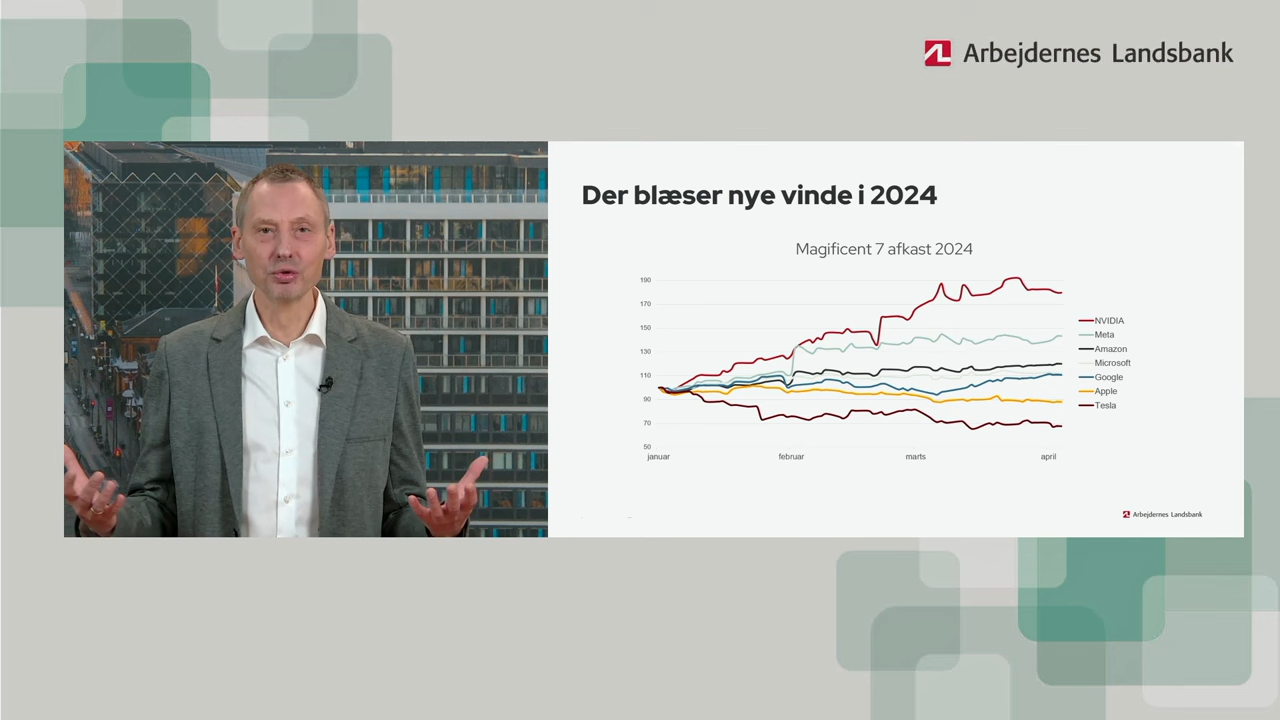 Arbejdernes Landsbank
Der blæser nye vinde i 2024
Magificent 7 afkast 2024
190
170
150
130
110
90
70
50
januar
februar
marts
april
NVIDIA
Meta
Amazon
Microsoft
Google
Apple
Tesla
Arbejdernes Landsbank